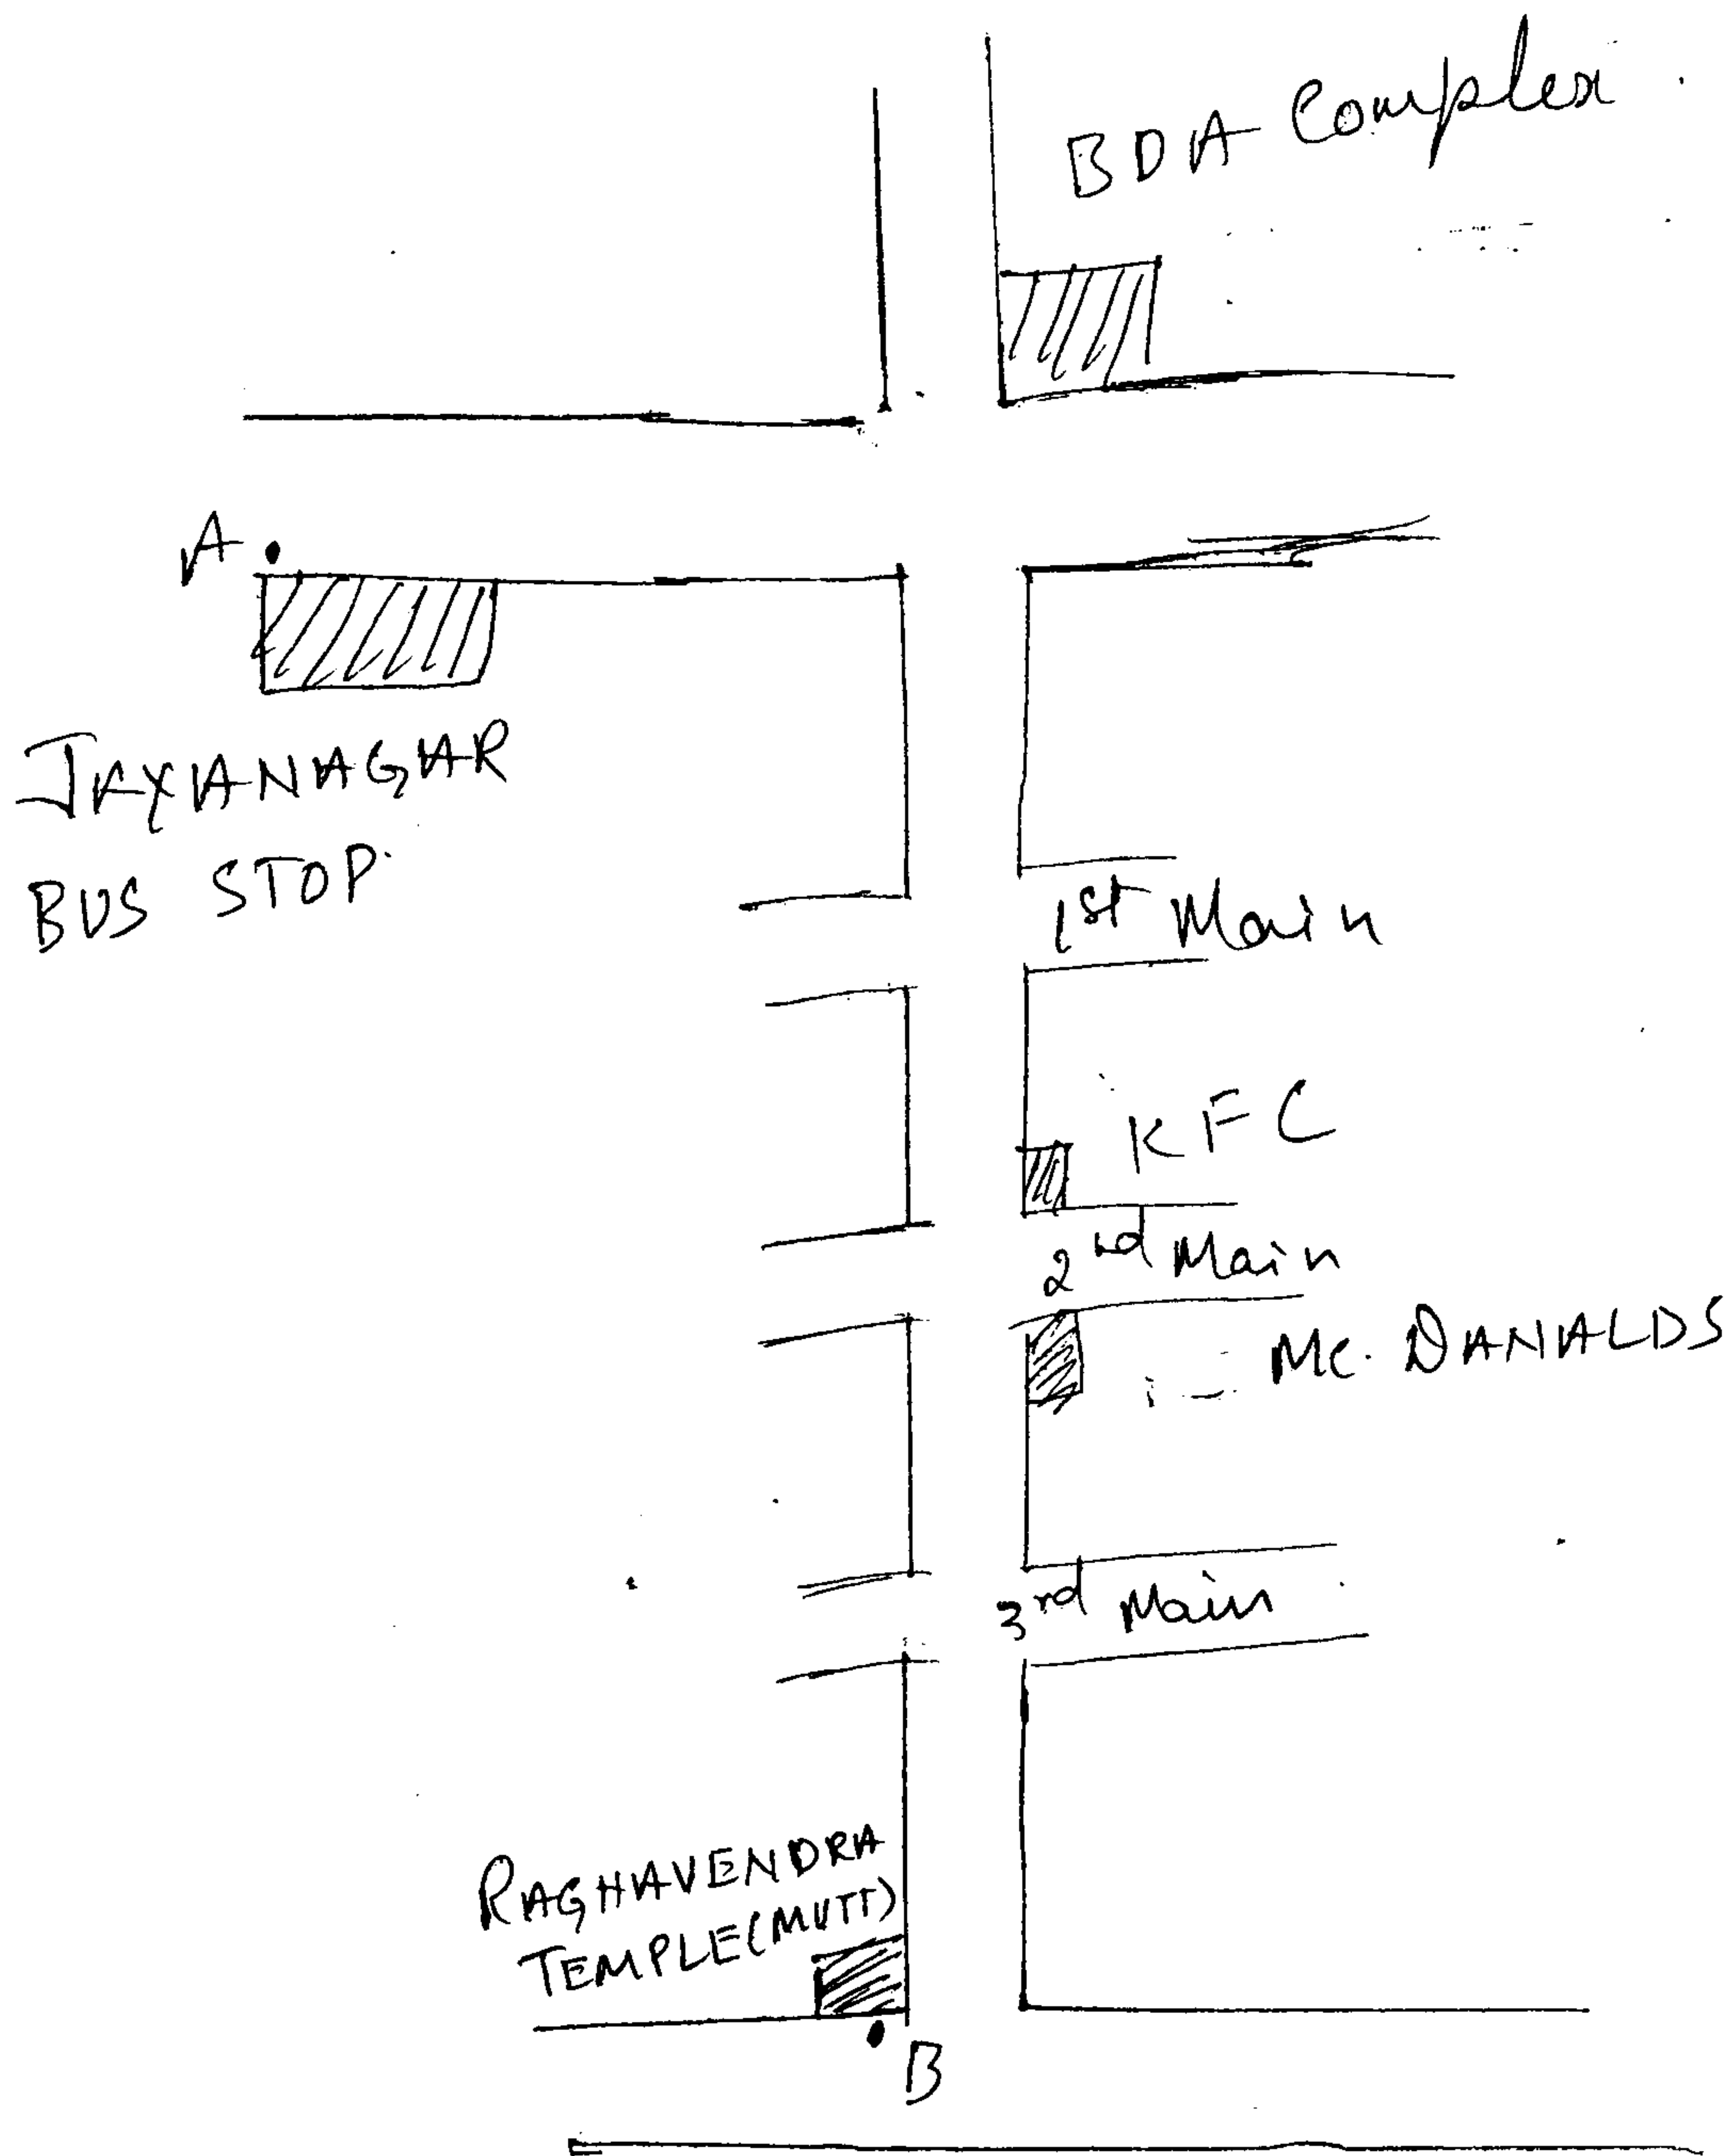 BDA Complex
A
JAYANAGAR
BUS STOP
1st Main
KFC
2nd Main
Mc. DANALDS
3rd Main
RAGHAVENDRA
TEMPLE (MUTT)
B